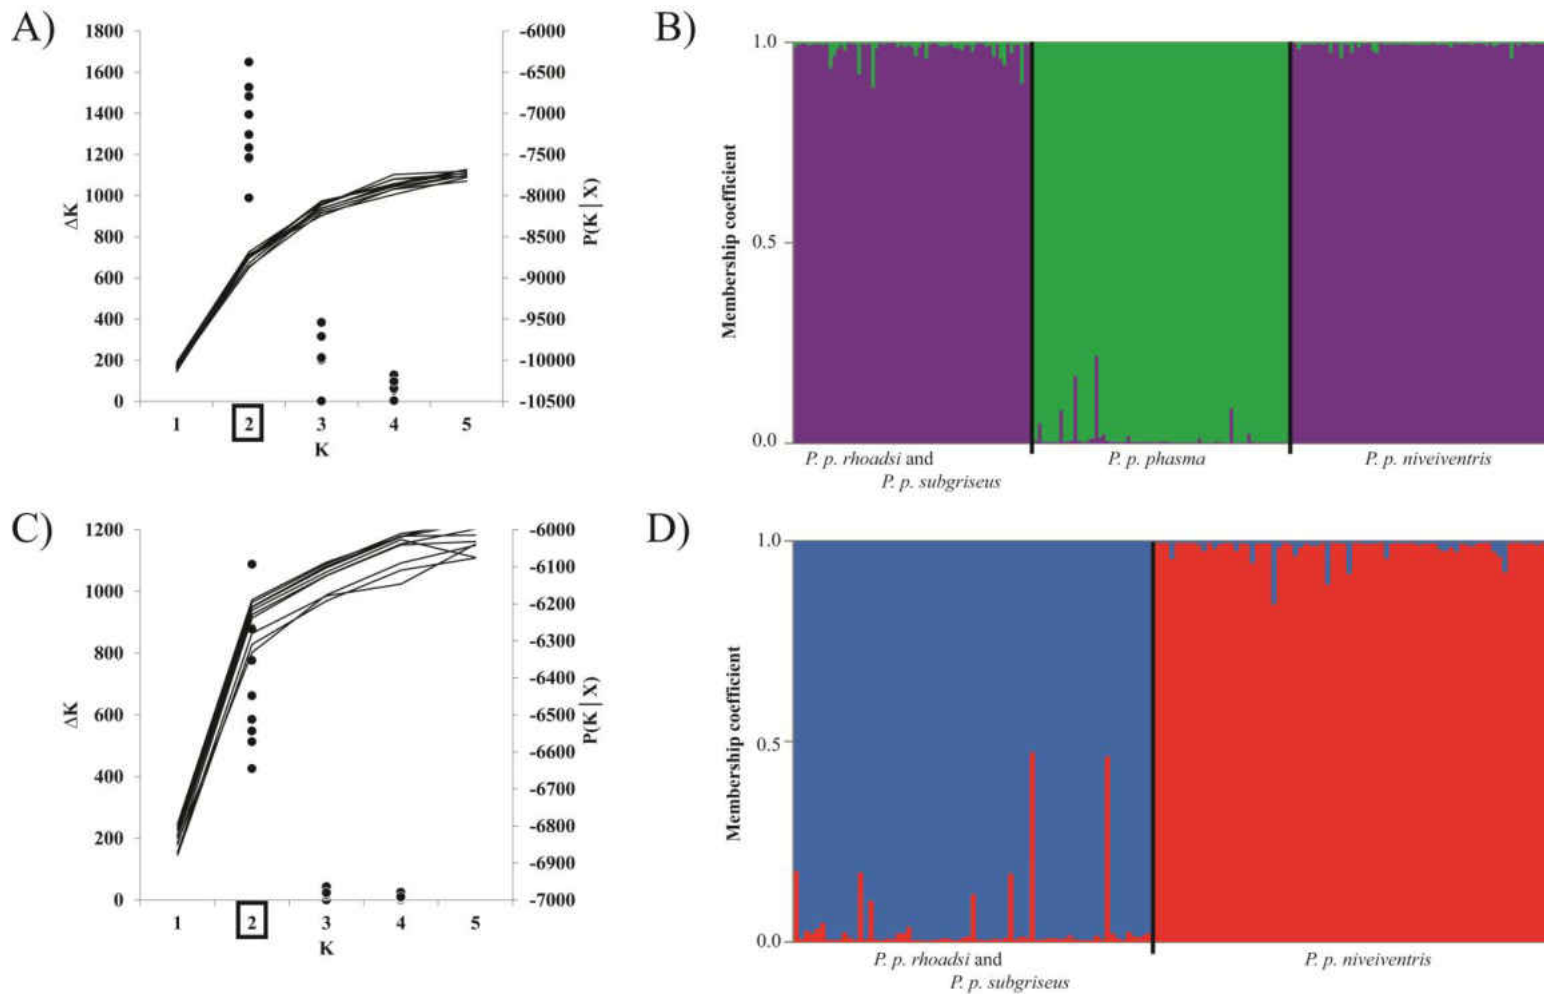 A)
1800
1600
1400
1200
1000
800
600
400
200
0
ΔK
-6000
-6500
-7000
-7500
-8000
-8500
-9000
-9500
-10000
-10500
P(K | X)
1 2 3 4 5
K
B)
1.0
0.5
0.0
Membership coefficient
P. p. rhoadsi and
P. p. subgriseus
P. p. phasma
P. p. niveiventris
C)
1200
1000
800
600
400
200
0
ΔK
-6000
-6100
-6200
-6300
-6400
-6500
-6600
-6700
-6800
-6900
-7000
P(K | X)
1 2 3 4 5
K
D)
1.0
0.5
0.0
Membership coefficient
P. p. rhoadsi and
P. p. subgriseus
P. p. niveiventris